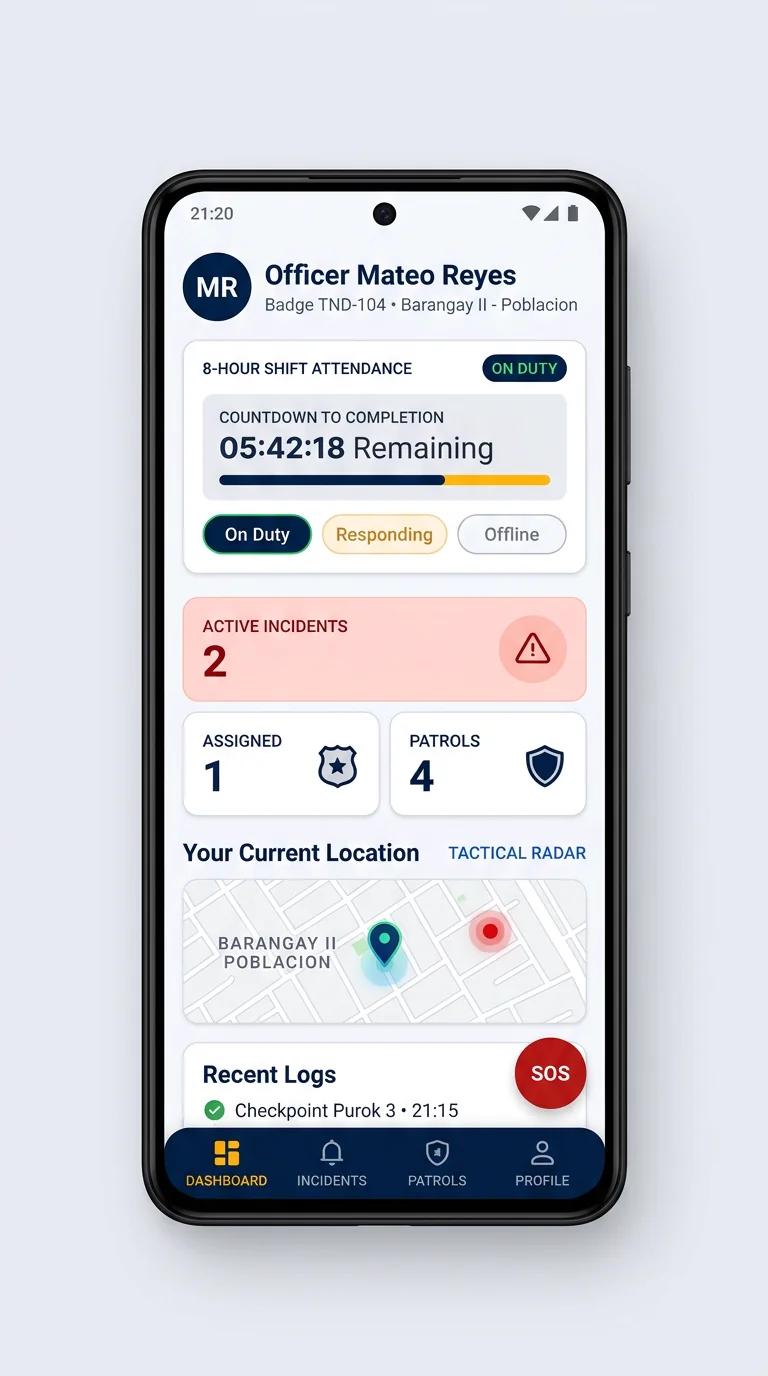 21:20
MR
Officer Mateo Reyes
Badge TND-104 • Barangay II - Poblacion
8-HOUR SHIFT ATTENDANCE
ON DUTY
COUNTDOWN TO COMPLETION
05:42:18 Remaining
On Duty
Responding
Offline
ACTIVE INCIDENTS
2
ASSIGNED
1
PATROLS
4
Your Current Location
TACTICAL RADAR
BARANGAY II
POBLACION
Recent Logs
SOS
Checkpoint Purok 3 • 21:15
DASHBOARD
INCIDENTS
PATROLS
PROFILE